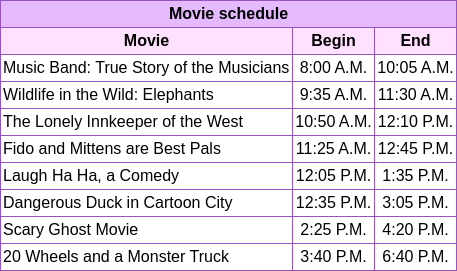 Movie schedule
Movie Begin End
Music Band: True Story of the Musicians 8:00 A.M. 10:05 A.M.
Wildlife in the Wild: Elephants 9:35 A.M. 11:30 A.M.
The Lonely Innkeeper of the West 10:50 A.M. 12:10 P.M.
Fido and Mittens are Best Pals 11:25 A.M. 12:45 P.M.
Laugh Ha Ha, a Comedy 12:05 P.M. 1:35 P.M.
Dangerous Duck in Cartoon City 12:35 P.M. 3:05 P.M.
Scary Ghost Movie 2:25 P.M. 4:20 P.M.
20 Wheels and a Monster Truck 3:40 P.M. 6:40 P.M.